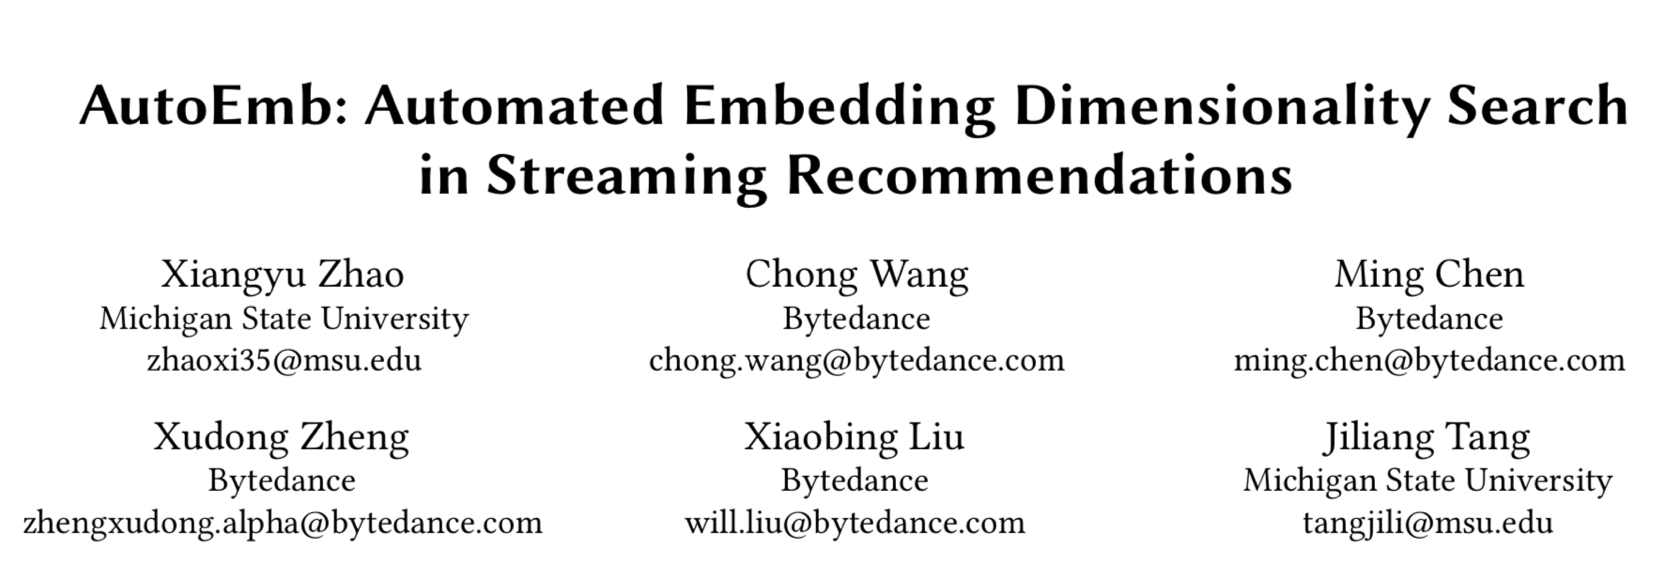 AutoEmb: Automated Embedding Dimensionality Search
in Streaming Recommendations
Xiangyu Zhao
Michigan State University
zhaoxi35@msu.edu
Chong Wang
Bytedance
chong.wang@bytedance.com
Ming Chen
Bytedance
ming.chen@bytedance.com
Xudong Zheng
Bytedance
zhengxudong.alpha@bytedance.com
Xiaobing Liu
Bytedance
will.liu@bytedance.com
Jiliang Tang
Michigan State University
tangjili@msu.edu